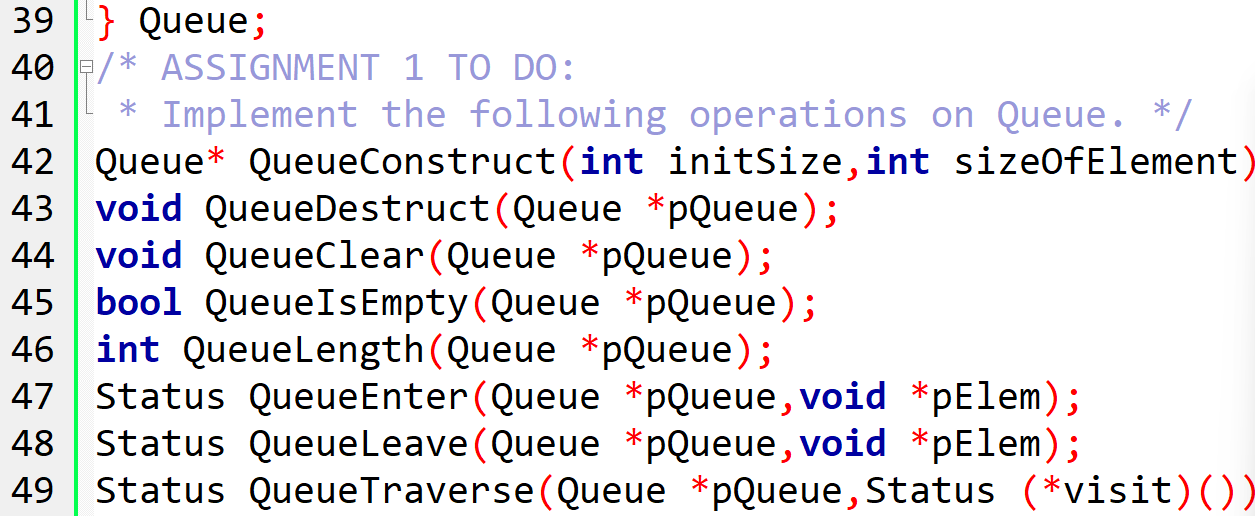 39 } Queue;
40 /* ASSIGNMENT 1 TO DO:
41  * Implement the following operations on Queue. */
42 Queue* QueueConstruct(int initSize,int sizeOfElement)
43 void QueueDestruct(Queue *pQueue);
44 void QueueClear(Queue *pQueue);
45 bool QueueIsEmpty(Queue *pQueue);
46 int QueueLength(Queue *pQueue);
47 Status QueueEnter(Queue *pQueue,void *pElem);
48 Status QueueLeave(Queue *pQueue,void *pElem);
49 Status QueueTraverse(Queue *pQueue,Status (*visit)())